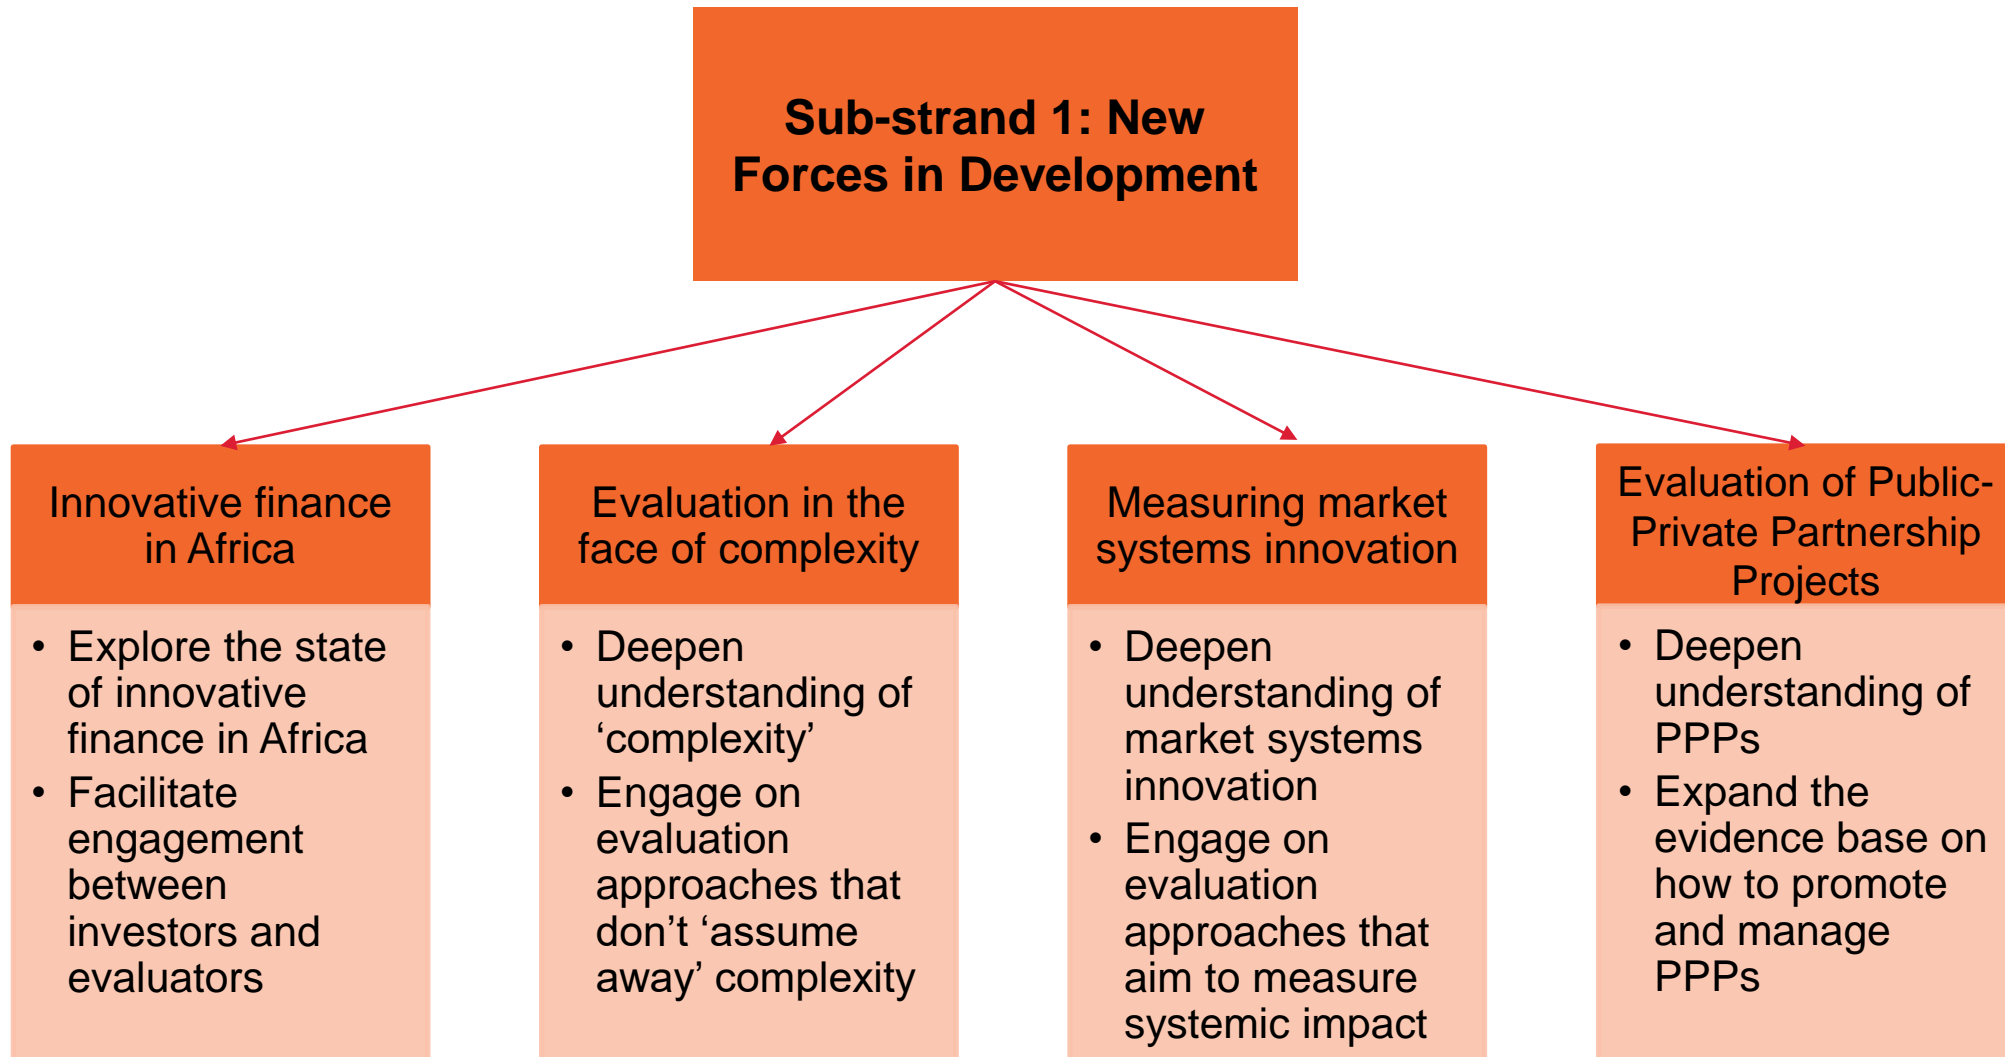 Sub-strand 1: New
Forces in Development
Innovative finance
in Africa
• Explore the state
of innovative
finance in Africa
• Facilitate
engagement
between
investors and
evaluators
Evaluation in the
face of complexity
• Deepen
understanding of
‘complexity’
• Engage on
evaluation
approaches that
don’t ‘assume
away’ complexity
Measuring market
systems innovation
• Deepen
understanding of
market systems
innovation
• Engage on
evaluation
approaches that
aim to measure
systemic impact
Evaluation of Public-
Private Partnership
Projects
• Deepen
understanding of
PPPs
• Expand the
evidence base on
how to promote
and manage
PPPs